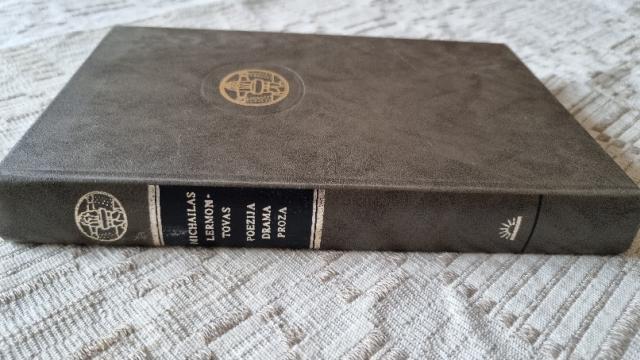 MICHAILAS
LERMON-
TOVAS
POEZIJA
DRAMA
PROZA